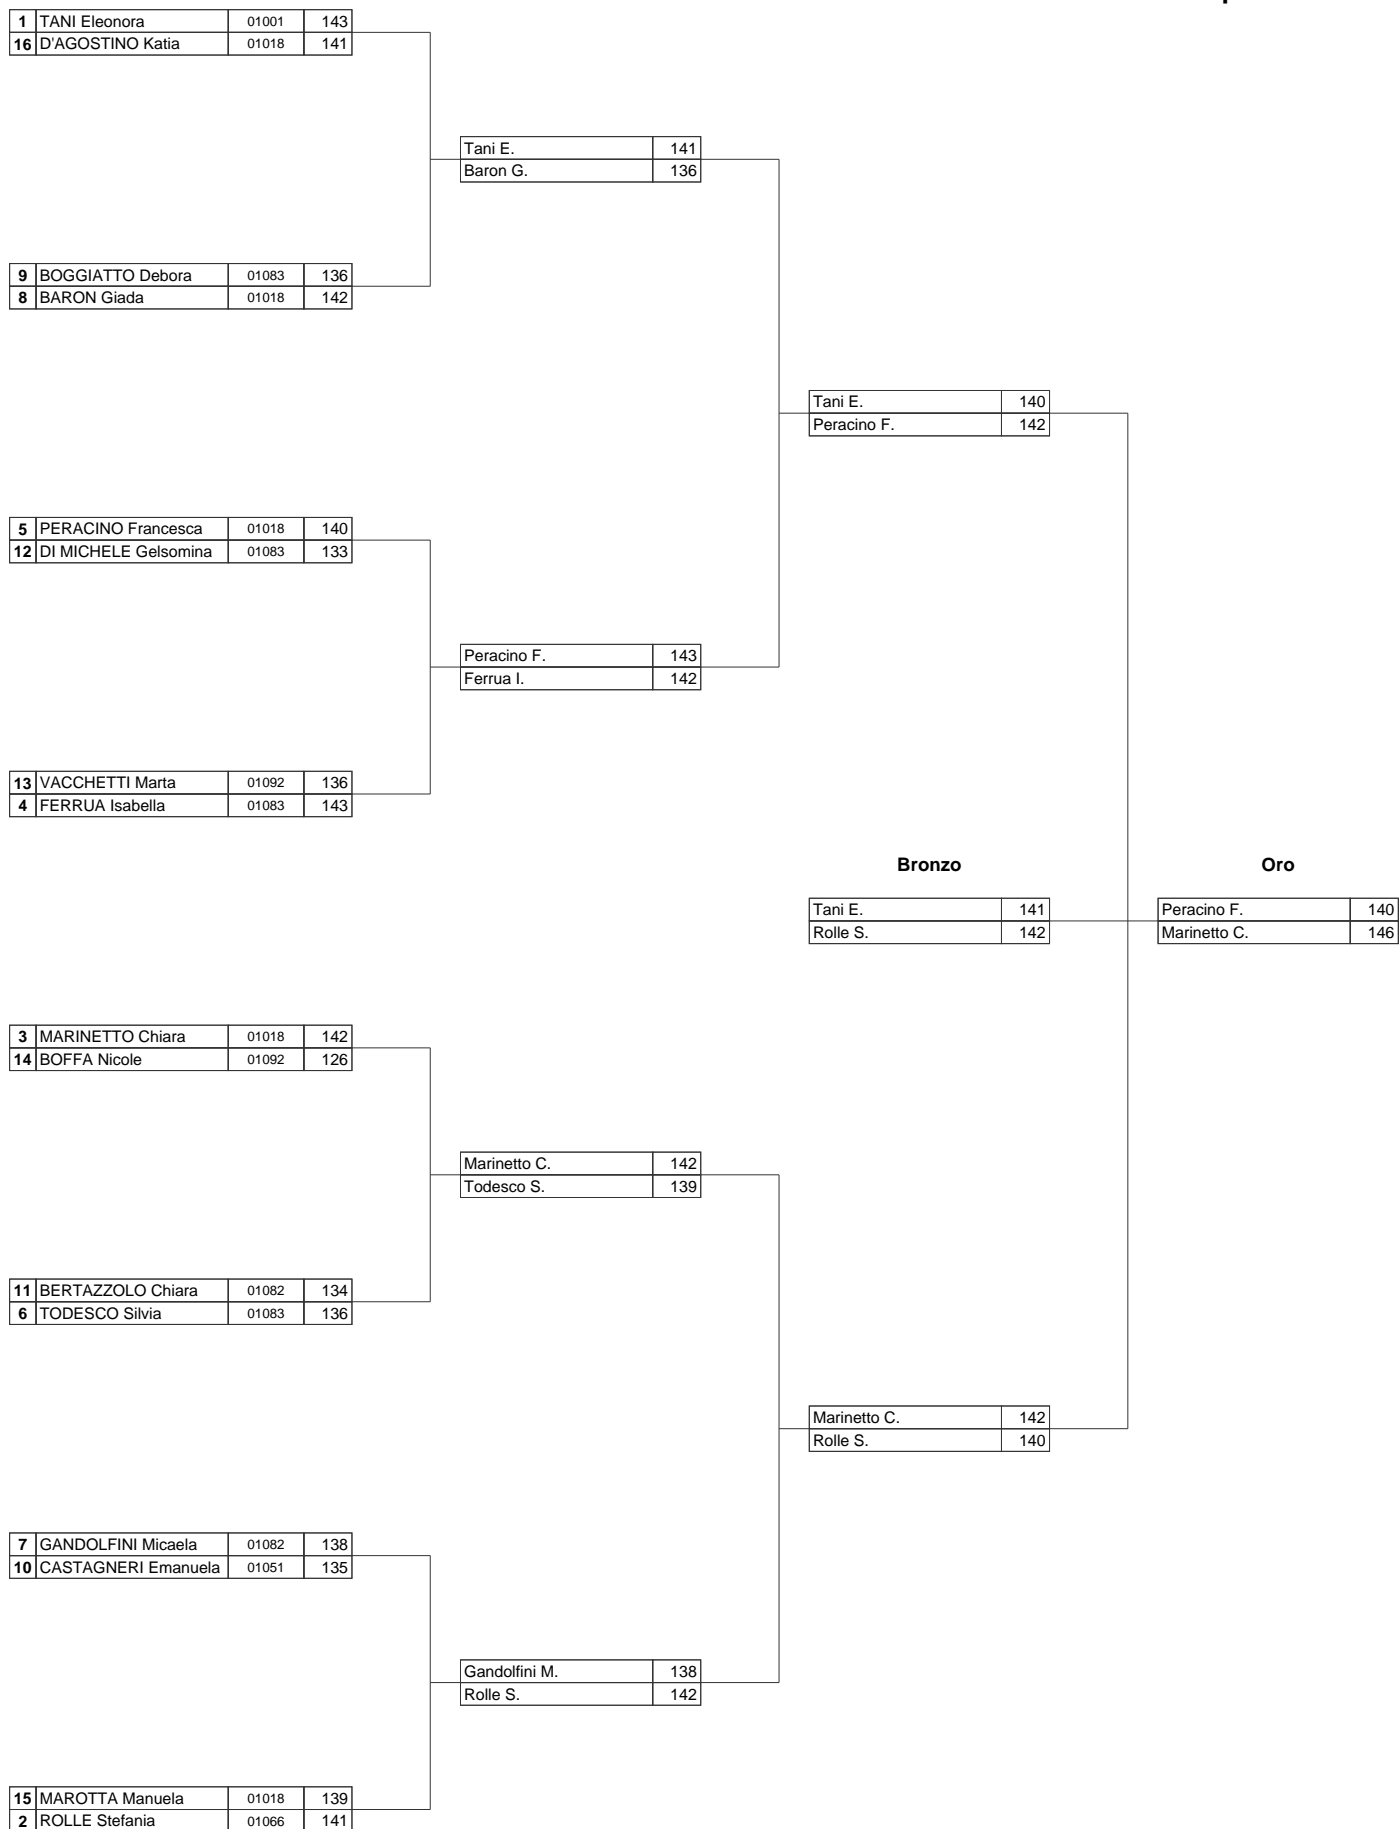 1 TANI Eleonora 01001 143
16 D'AGOSTINO Katia 01018 141
Tani E. 141
Baron G. 136
9 BOGGIATTO Debora 01083 136
8 BARON Giada 01018 142
Tani E. 140
Peracino F. 142
5 PERACINO Francesca 01018 140
12 DI MICHELE Gelsomina 01083 133
Peracino F. 143
Ferrua I. 142
13 VACCHETTI Marta 01092 136
4 FERRUA Isabella 01083 143
Bronzo Oro
Tani E. 141 Peracino F. 140
Rolle S. 142 Marinetto C. 146
3 MARINETTO Chiara 01018 142
14 BOFFA Nicole 01092 126
Marinetto C. 142
Todesco S. 139
11 BERTAZZOLO Chiara 01082 134
6 TODESCO Silvia 01083 136
Marinetto C. 142
Rolle S. 140
7 GANDOLFINI Micaela 01082 138
10 CASTAGNERI Emanuela 01051 135
Gandolfini M. 138
Rolle S. 142
15 MAROTTA Manuela 01018 139
2 ROLLE Stefania 01066 141